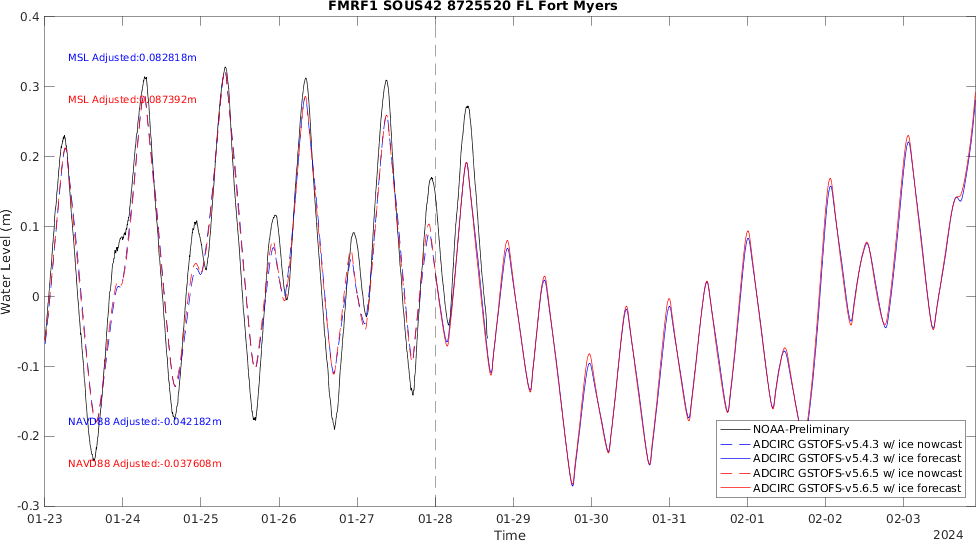 FMRF1 SOUS42 8725520 FL Fort Myers
0.4
0.3
0.2
0.1
0
-0.1
-0.2
-0.3
Water Level (m)
MSL Adjusted:0.082818m
MSL Adjusted:0.087392m
NAVD88 Adjusted:-0.042182m
NAVD88 Adjusted:-0.037608m
NOAA-Preliminary
ADCIRC GSTOFS-v5.4.3 w/ ice nowcast
ADCIRC GSTOFS-v5.4.3 w/ ice forecast
ADCIRC GSTOFS-v5.6.5 w/ ice nowcast
ADCIRC GSTOFS-v5.6.5 w/ ice forecast
01-23 01-24 01-25 01-26 01-27 01-28 01-29 01-30 01-31 02-01 02-02 02-03
Time
2024